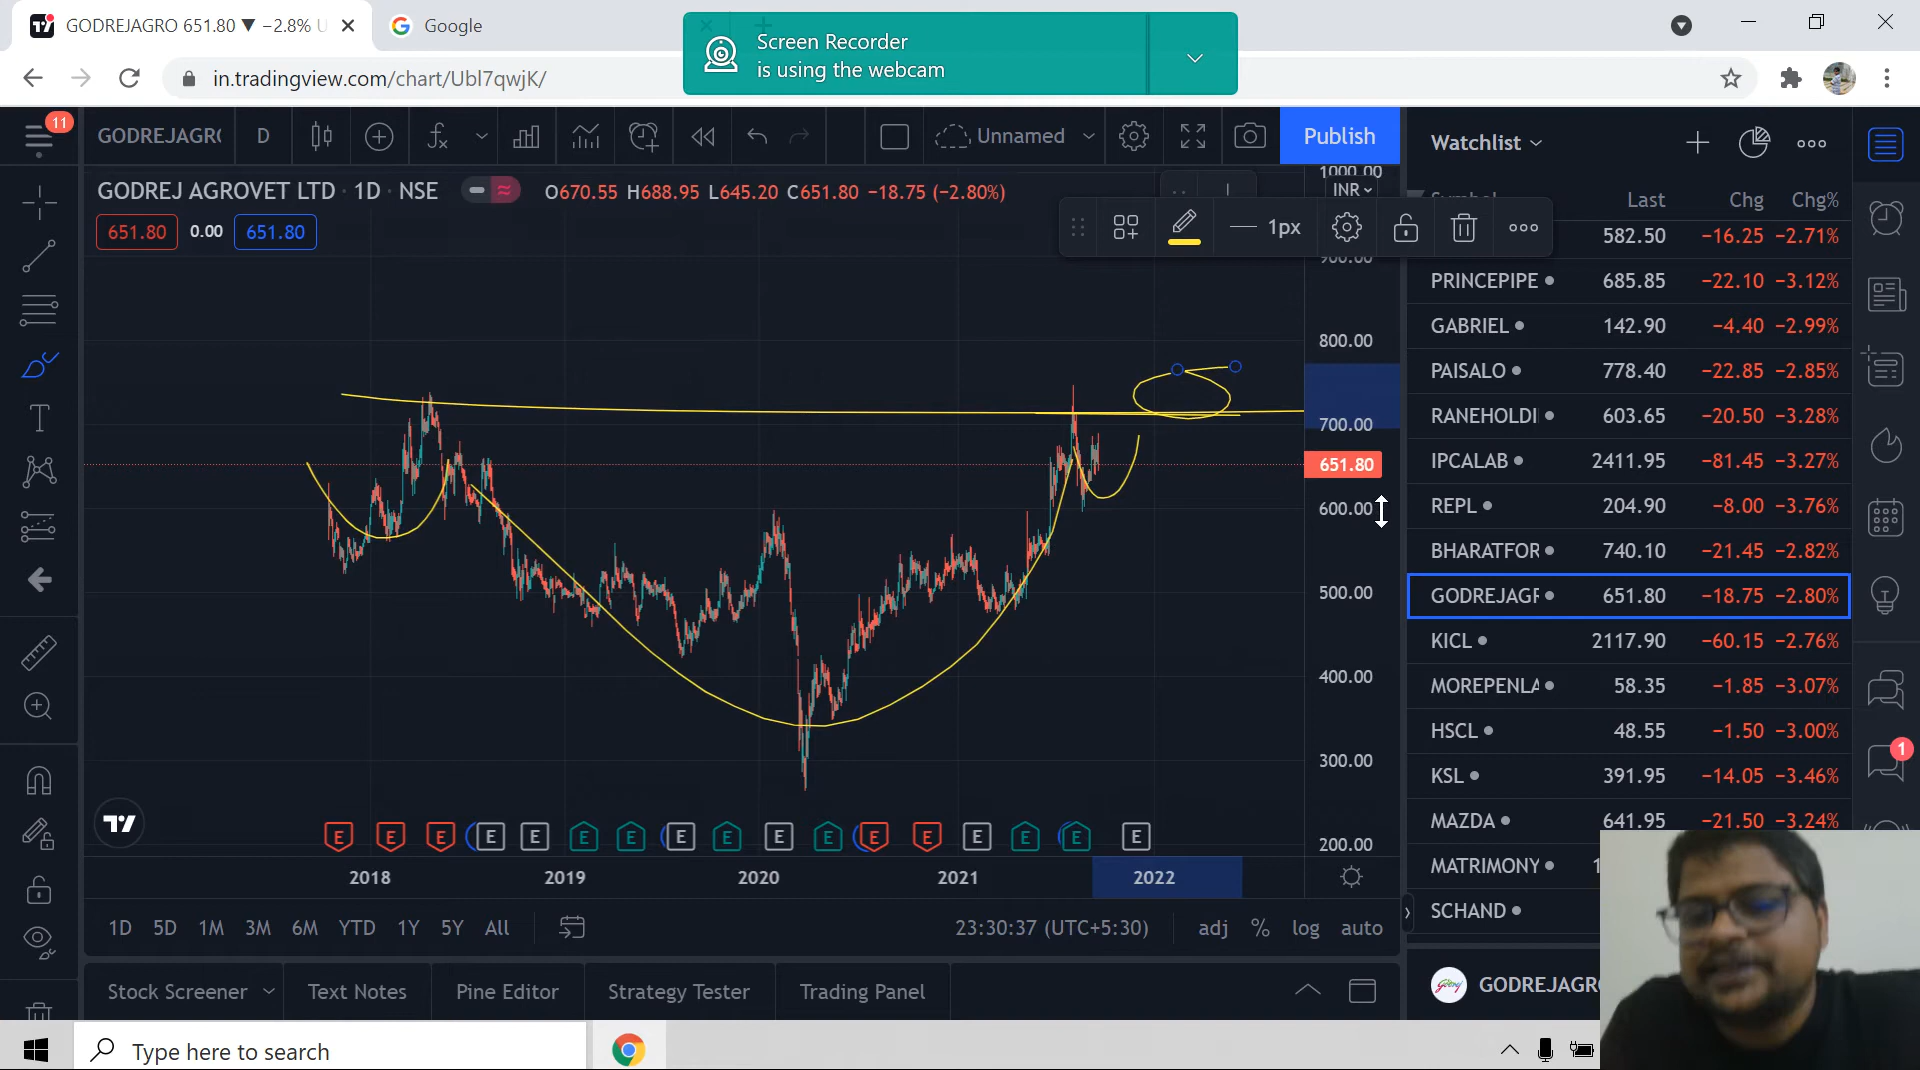 GODREJAGRO 651.80 ▼ −2.8% U
Google
Screen Recorder
is using the webcam
in.tradingview.com/chart/Ubl7qwjK/
11
GODREJAGRO
D
Unnamed
Publish
Watchlist
GODREJ AGROVET LTD · 1D · NSE
O670.55 H688.95 L645.20 C651.80 −18.75 (−2.80%)
651.80 0.00 651.80
1px
Last Chg Chg%
582.50 −16.25 −2.71%
PRINCEPIPE 685.85 −22.10 −3.12%
GABRIEL 142.90 −4.40 −2.99%
PAISALO 778.40 −22.85 −2.85%
RANEHOLDI 603.65 −20.50 −3.28%
IPCALAB 2411.95 −81.45 −3.27%
REPL 204.90 −8.00 −3.76%
BHARATFOR 740.10 −21.45 −2.82%
GODREJAGR 651.80 −18.75 −2.80%
KICL 2117.90 −60.15 −2.76%
MOREPENLA 58.35 −1.85 −3.07%
HSCL 48.55 −1.50 −3.00%
KSL 391.95 −14.05 −3.46%
MAZDA 641.95 −21.50 −3.24%
MATRIMONY
SCHAND
GODREJAGRO
1
1000.00
INR
900.00
800.00
700.00
651.80
600.00
500.00
400.00
300.00
200.00
E E E E E E E E E E E E E E E E E
2018 2019 2020 2021 2022
1D 5D 1M 3M 6M YTD 1Y 5Y All
23:30:37 (UTC+5:30)
adj % log auto
Stock Screener Text Notes Pine Editor Strategy Tester Trading Panel
Type here to search